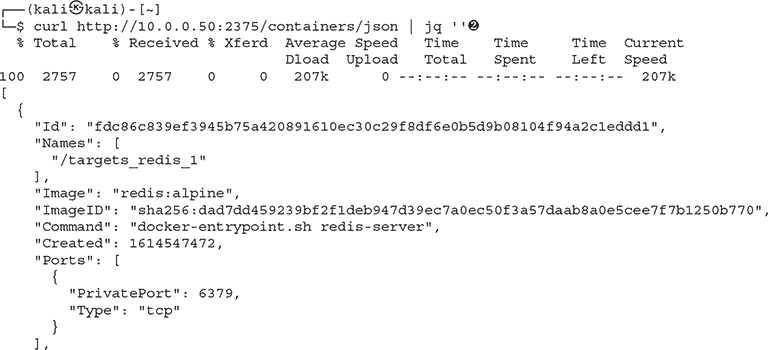 ┌──(kali㉿kali)-[~]
└─$ curl http://10.0.0.50:2375/containers/json | jq ''❷
  % Total    % Received % Xferd  Average Speed   Time    Time     Time  Current
                                 Dload  Upload   Total   Spent    Left  Speed
100  2757    0  2757    0     0   207k      0 --:--:-- --:--:-- --:--:--  207k
[
  {
    "Id": "fdc86c839ef3945b75a420891610ec30c29f8df6e0b5d9b08104f94a2c1eddd1",
    "Names": [
      "/targets_redis_1"
    ],
    "Image": "redis:alpine",
    "ImageID": "sha256:dad7dd459239bf2f1deb947d39ec7a0ec50f3a57daab8a0e5cee7f7b1250b770",
    "Command": "docker-entrypoint.sh redis-server",
    "Created": 1614547472,
    "Ports": [
      {
        "PrivatePort": 6379,
        "Type": "tcp"
      }
    ],